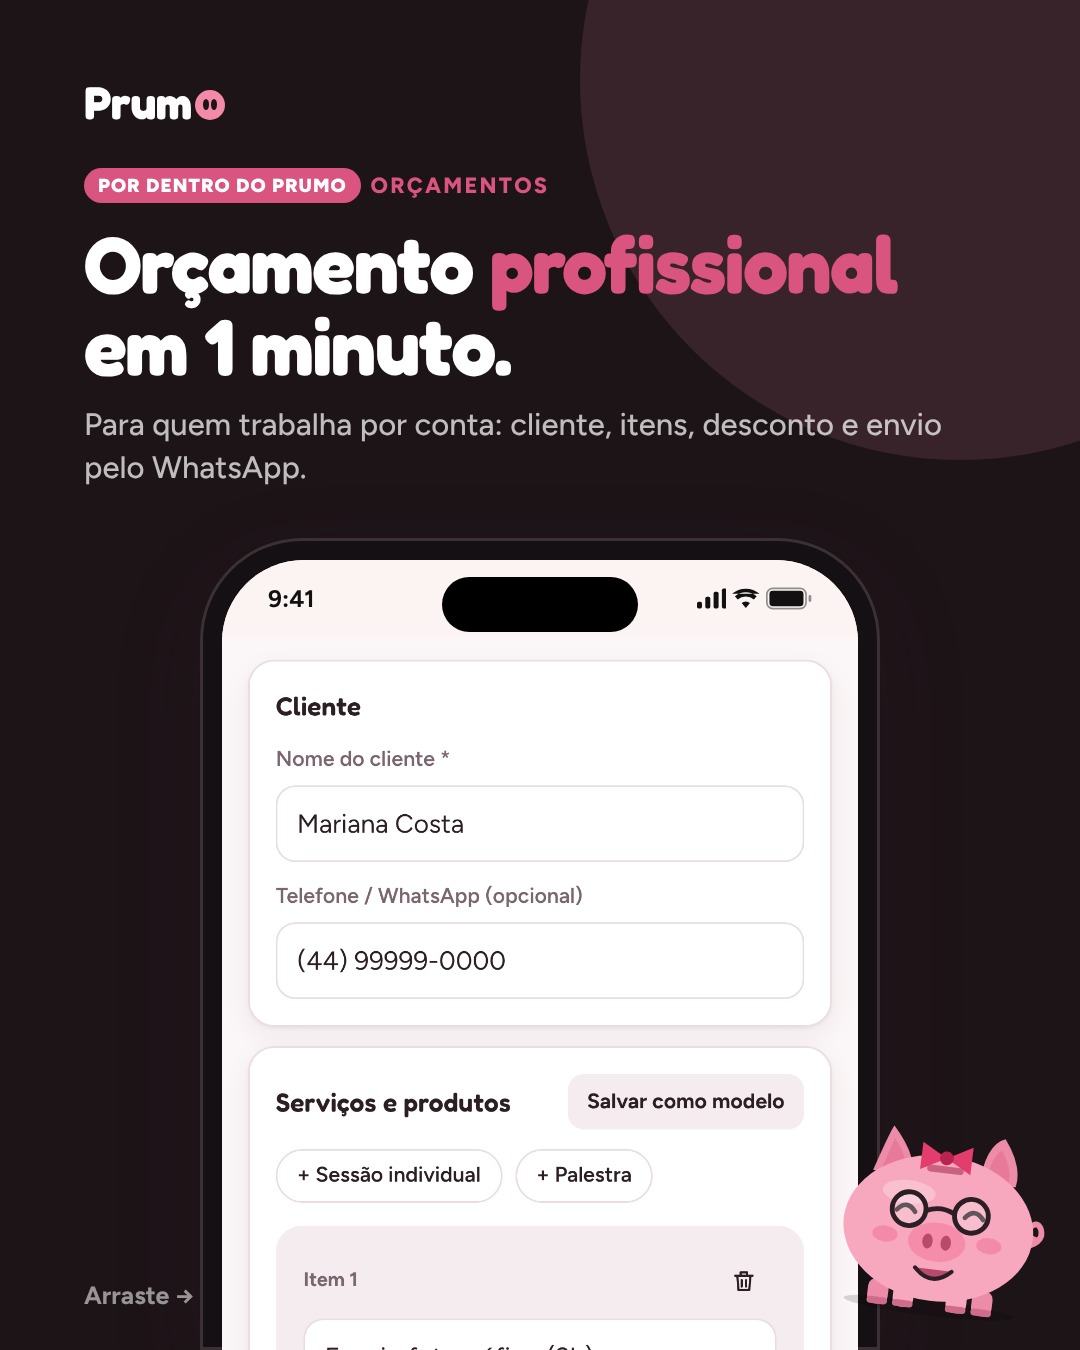 Prumo
POR DENTRO DO PRUMO ORÇAMENTOS
Orçamento profissional
em 1 minuto.
Para quem trabalha por conta: cliente, itens, desconto e envio
pelo WhatsApp.
9:41
Cliente
Nome do cliente *
Mariana Costa
Telefone / WhatsApp (opcional)
(44) 99999-0000
Serviços e produtos
Salvar como modelo
+ Sessão individual
+ Palestra
Item 1
Arraste →